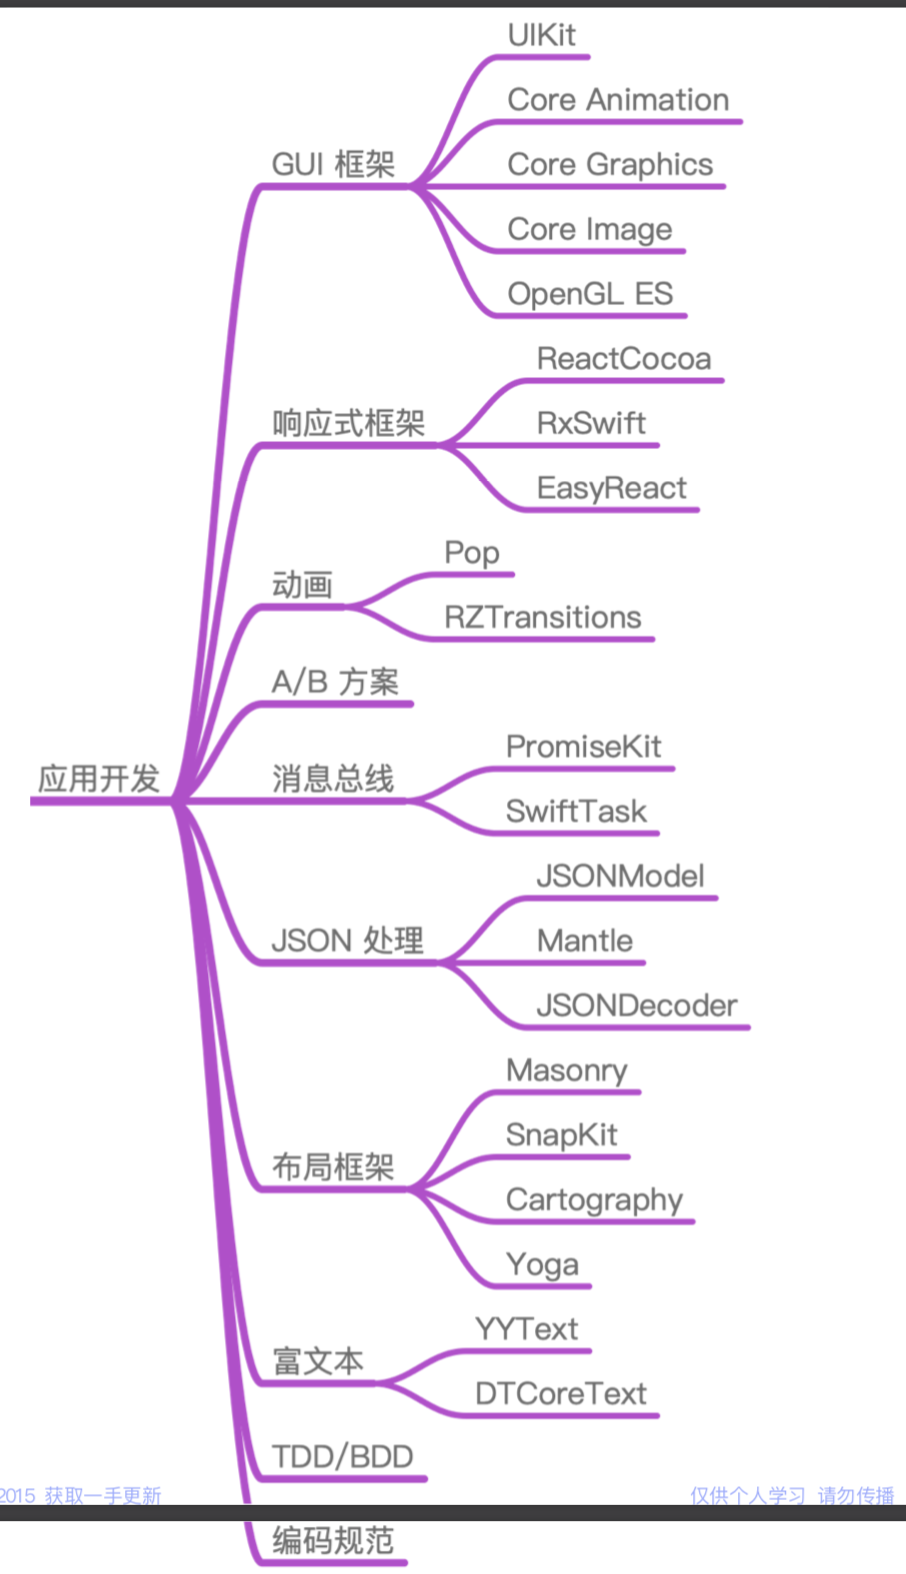 UIKit
Core Animation
GUI 框架
Core Graphics
Core Image
OpenGL ES
ReactCocoa
响应式框架
RxSwift
EasyReact
Pop
动画
RZTransitions
A/B 方案
PromiseKit
应用开发
消息总线
SwiftTask
JSONModel
JSON 处理
Mantle
JSONDecoder
Masonry
SnapKit
布局框架
Cartography
Yoga
YYText
富文本
DTCoreText
TDD/BDD
2015 获取一手更新
仅供个人学习 请勿传播
编码规范